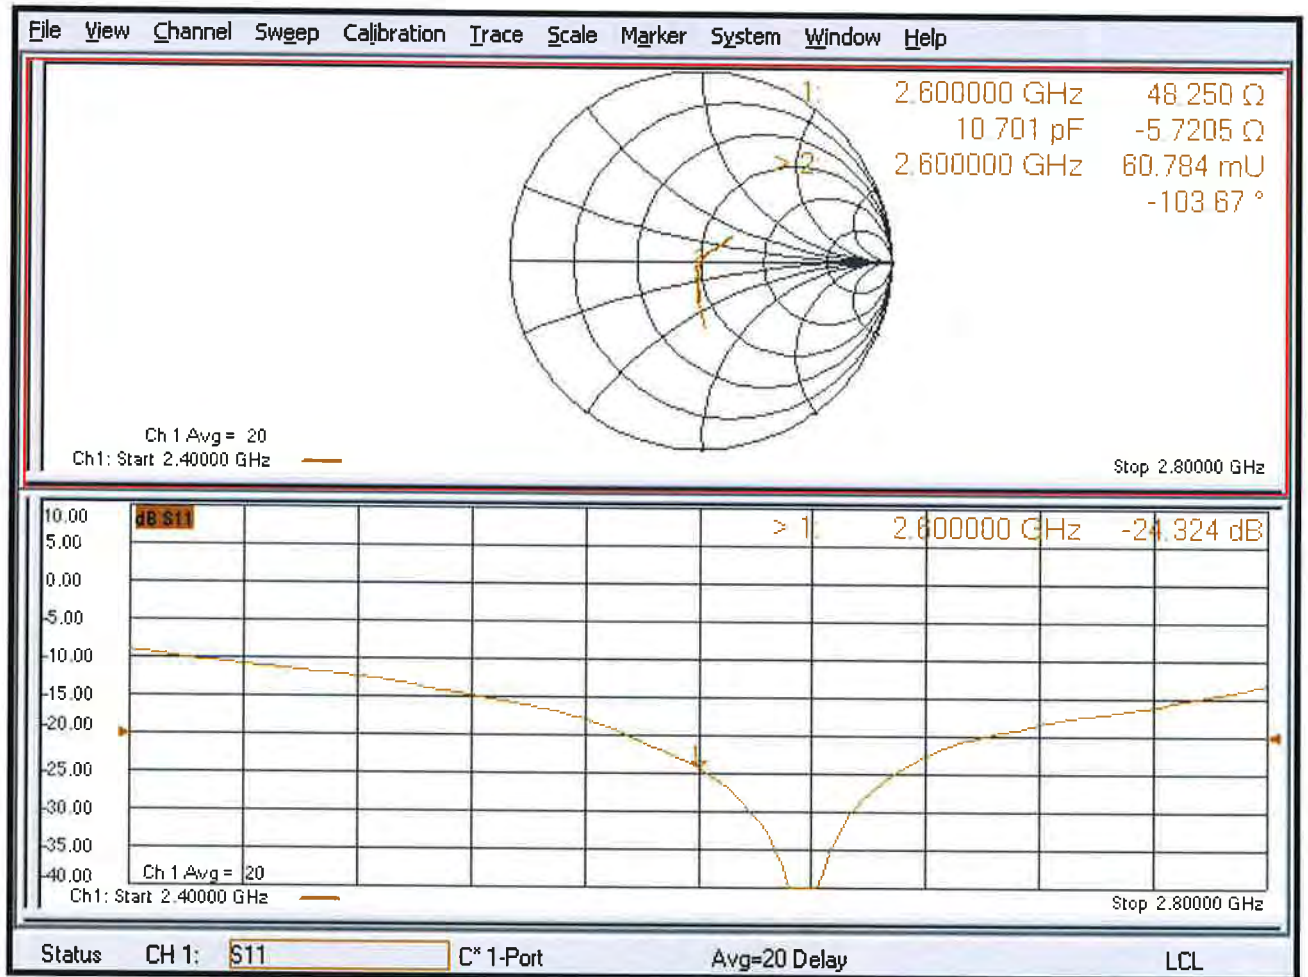 File View Channel Sweep Calibration Trace Scale Marker System Window Help
1: 2.600000 GHz 48.250 Ω
10.701 pF -5.7205 Ω
> 2: 2.600000 GHz 60.784 mU
-103.67 °
Ch 1 Avg = 20
Ch1: Start 2.40000 GHz
Stop 2.80000 GHz
10.00
dB S11
> 1: 2.600000 GHz -24.324 dB
5.00
0.00
-5.00
-10.00
-15.00
-20.00
-25.00
-30.00
-35.00
-40.00
Ch 1 Avg = 20
Ch1: Start 2.40000 GHz
Stop 2.80000 GHz
Status CH 1: S11 C* 1-Port Avg=20 Delay LCL